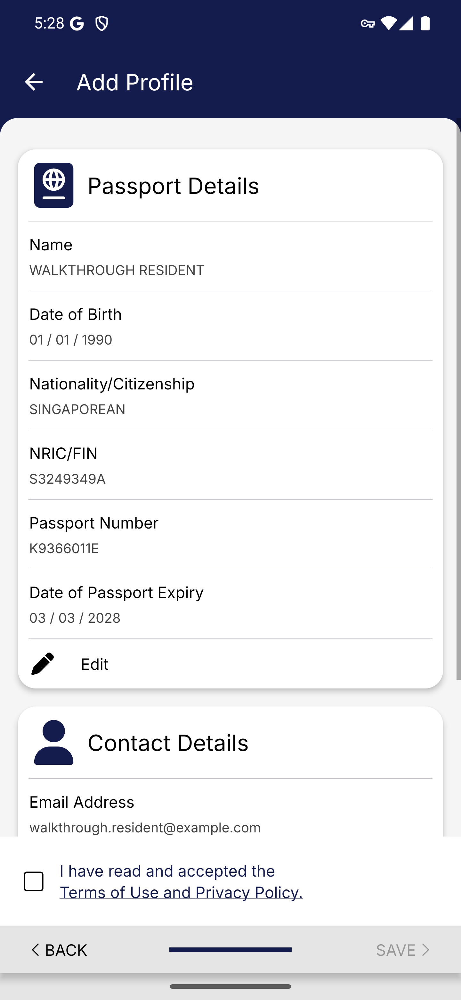 5:28
Add Profile
Passport Details
Name
WALKTHROUGH RESIDENT
Date of Birth
01 / 01 / 1990
Nationality/Citizenship
SINGAPOREAN
NRIC/FIN
S3249349A
Passport Number
K9366011E
Date of Passport Expiry
03 / 03 / 2028
Edit
Contact Details
Email Address
walkthrough.resident@example.com
I have read and accepted the
Terms of Use and Privacy Policy.
BACK
SAVE